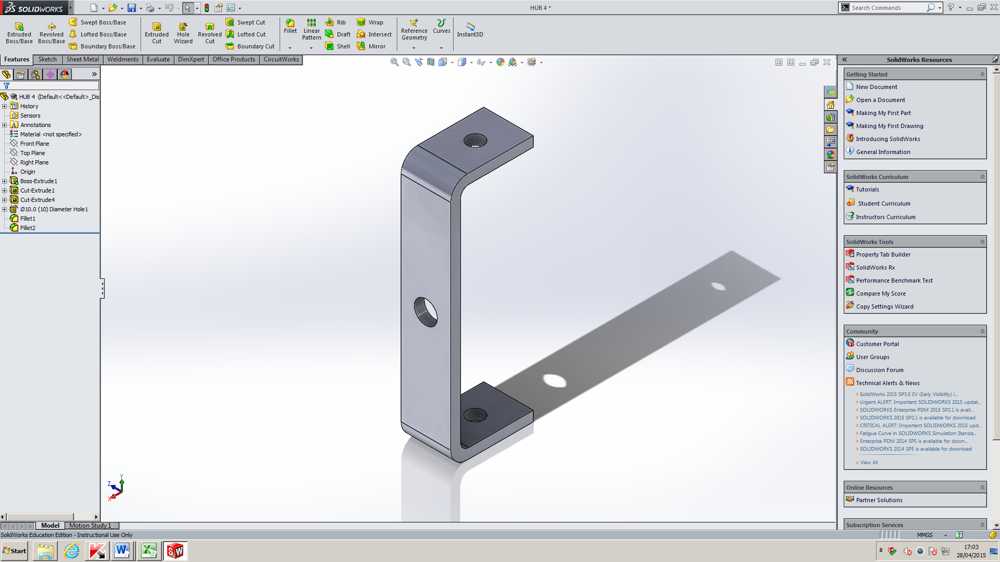 SOLIDWORKS
HUB 4 *
Search Commands
Extruded Boss/Base
Revolved Boss/Base
Swept Boss/Base
Lofted Boss/Base
Boundary Boss/Base
Extruded Cut
Hole Wizard
Revolved Cut
Swept Cut
Lofted Cut
Boundary Cut
Fillet
Linear Pattern
Rib
Draft
Shell
Wrap
Intersect
Mirror
Reference Geometry
Curves
Instant3D
Features
Sketch
Sheet Metal
Weldments
Evaluate
DimXpert
Office Products
CircuitWorks
HUB 4 (Default<<Default>_Dis
History
Sensors
Annotations
Material <not specified>
Front Plane
Top Plane
Right Plane
Origin
Boss-Extrude1
Cut-Extrude1
Cut-Extrude4
Ø10.0 (10) Diameter Hole1
Fillet1
Fillet2
Y
Z
X
SolidWorks Resources
Getting Started
New Document
Open a Document
Making My First Part
Making My First Drawing
Introducing SolidWorks
General Information
SolidWorks Curriculum
Tutorials
Student Curriculum
Instructors Curriculum
SolidWorks Tools
Property Tab Builder
SolidWorks Rx
Performance Benchmark Test
Compare My Score
Copy Settings Wizard
Community
Customer Portal
User Groups
Discussion Forum
Technical Alerts & News
SolidWorks 2015 SP3.0 EV (Early Visibility) i...
Urgent ALERT: Important SOLIDWORKS 2015 updat...
SOLIDWORKS Enterprise PDM 2015 SP2.1 is avail...
SOLIDWORKS 2015 SP2.1 is available for download
CRITICAL ALERT: Important SOLIDWORKS 2015 upd...
Fatigue Curve in SOLIDWORKS Simulation Standa...
Enterprise PDM 2014 SP5 is available for down...
SOLIDWORKS 2014 SP5 is available for download
View All
Online Resources
Partner Solutions
Subscription Services
Model
Motion Study 1
SolidWorks Education Edition - Instructional Use Only
MMGS
Start
17:03
28/04/2015